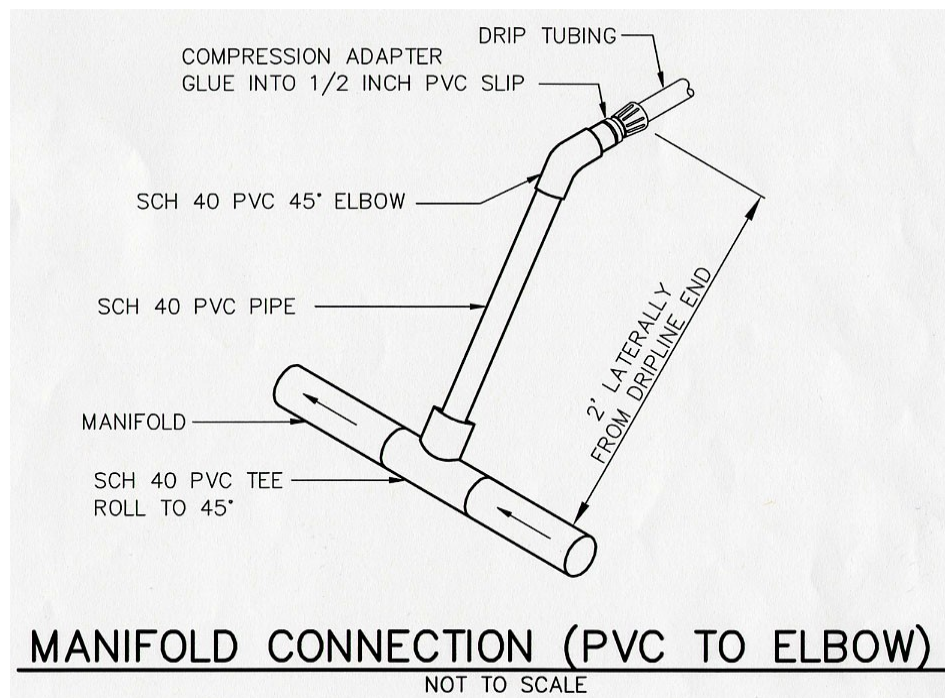 DRIP TUBING
COMPRESSION ADAPTER
GLUE INTO 1/2 INCH PVC SLIP
SCH 40 PVC 45° ELBOW
SCH 40 PVC PIPE
2' LATERALLY
FROM DRIPLINE END
MANIFOLD
SCH 40 PVC TEE
ROLL TO 45°
MANIFOLD CONNECTION (PVC TO ELBOW)
NOT TO SCALE